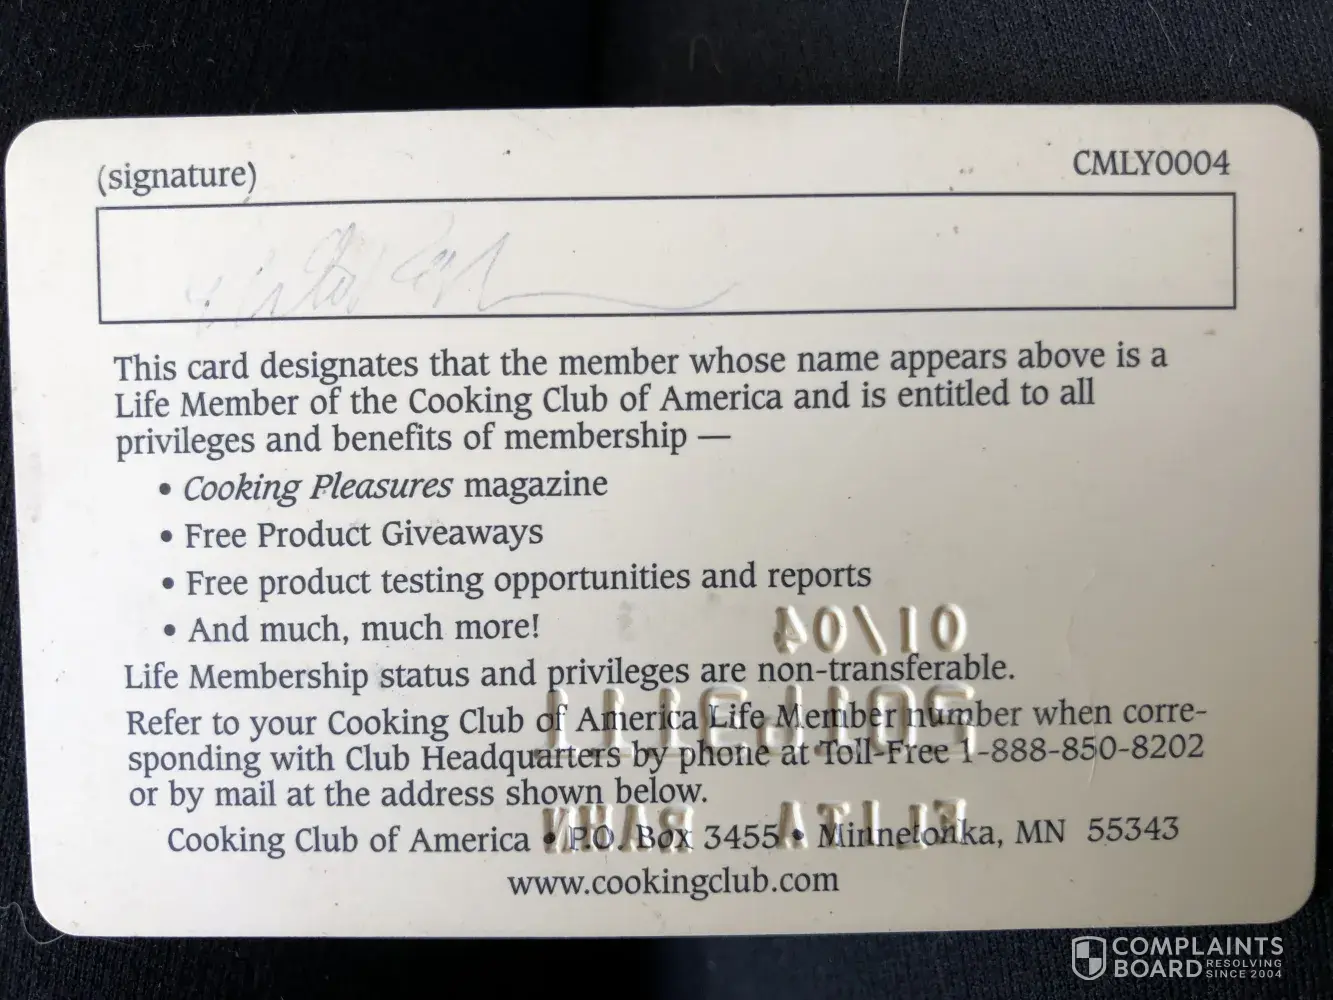 (signature)
CMLY0004
This card designates that the member whose name appears above is a
Life Member of the Cooking Club of America and is entitled to all
privileges and benefits of membership —
• Cooking Pleasures magazine
• Free Product Giveaways
• Free product testing opportunities and reports
• And much, much more!
01/04
Life Membership status and privileges are non-transferable.
Refer to your Cooking Club of America Life Member number when corre-
sponding with Club Headquarters by phone at Toll-Free 1-888-850-8202
or by mail at the address shown below.
ELITA BAHN
Cooking Club of America • P.O. Box 3455 • Minnetonka, MN 55343
www.cookingclub.com
COMPLAINTS
BOARD RESOLVING
SINCE 2004